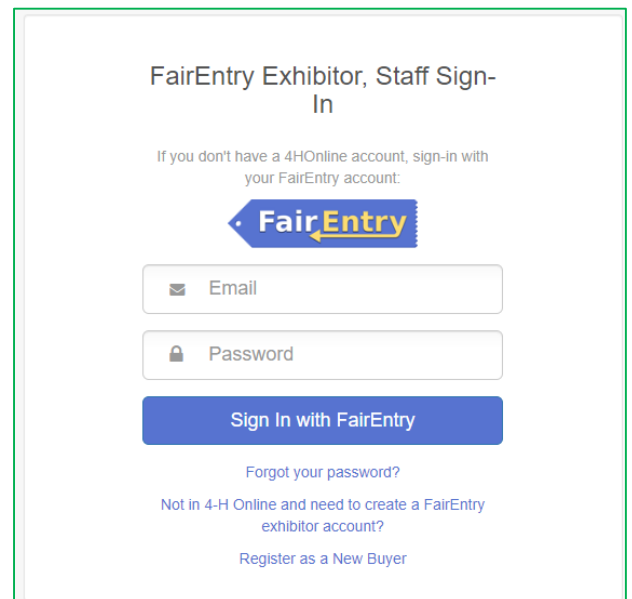 FairEntry Exhibitor, Staff Sign-
In
If you don't have a 4HOnline account, sign-in with
your FairEntry account:
FairEntry
Email
Password
Sign In with FairEntry
Forgot your password?
Not in 4-H Online and need to create a FairEntry
exhibitor account?
Register as a New Buyer